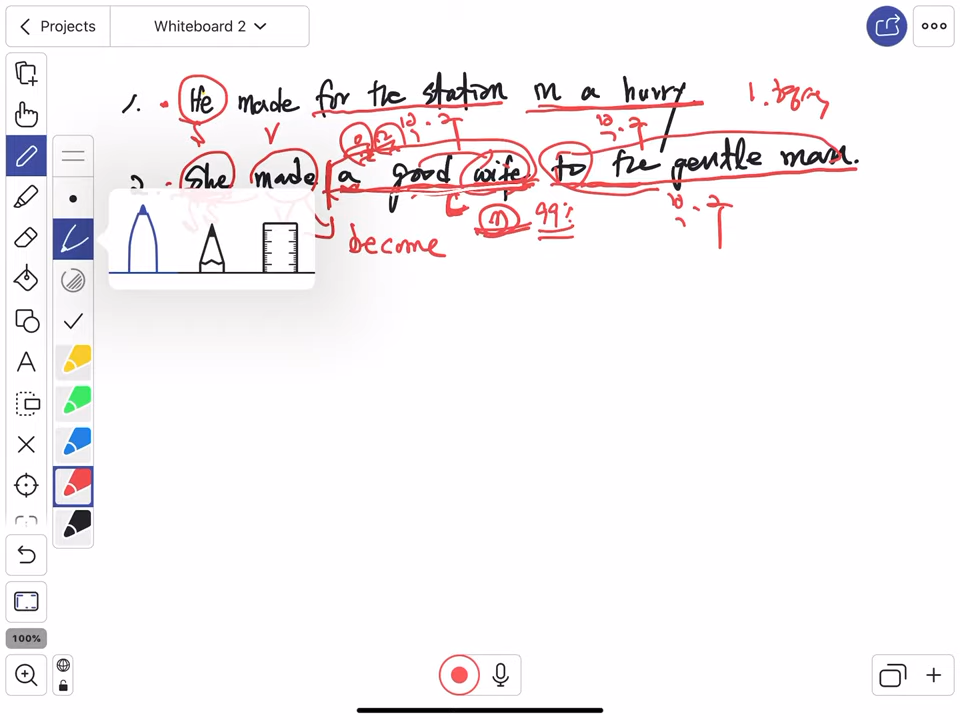 Projects
Whiteboard 2
1. He made for the station in a hurry
V
2. She made a good wife to the gentle man.
n 99%
become
A
100%